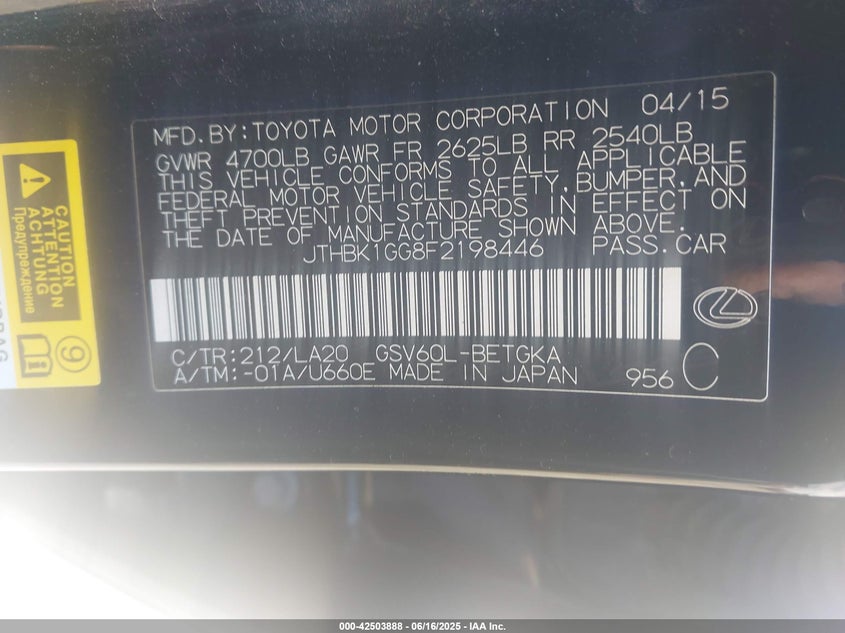 MFD.BY:TOYOTA MOTOR CORPORATION 04/15
GVWR 4700LB GAWR FR 2625LB RR 2540LB
THIS VEHICLE CONFORMS TO ALL APPLICABLE
FEDERAL MOTOR VEHICLE SAFETY,BUMPER,AND
THEFT PREVENTION STANDARDS IN EFFECT ON
THE DATE OF MANUFACTURE SHOWN ABOVE.
JTHBK1GG8F2198446 PASS.CAR
C/TR:212/LA20 GSV60L-BETGKA
A/TM:-01A/U660E MADE IN JAPAN 956 C
CAUTION
ATTENTION
ACHTUNG
Предупреждение
9
000-42503888 - 06/16/2025 - IAA Inc.